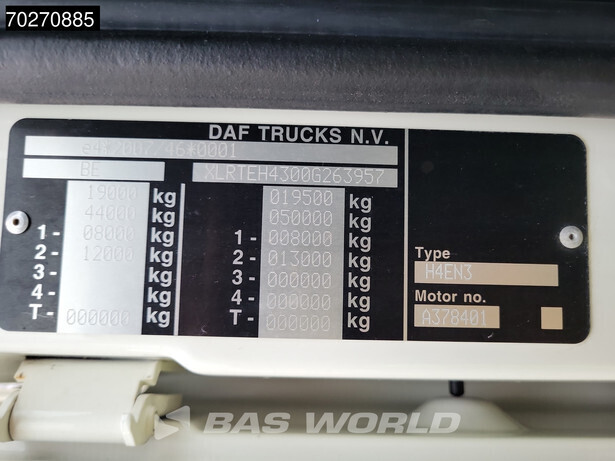 70270885
DAF TRUCKS N.V.
e4*2007/46*0001
BE XLRTEH4300G263957
19000 kg 019500 kg
44000 kg 050000 kg
1- 08000 kg 1- 008000 kg
2- 12000 kg 2- 013000 kg
3- kg 3- 000000 kg
4- kg 4- 000000 kg
T- 000000 kg T- 000000 kg
Type
H4EN3
Motor no.
A378401
BAS WORLD